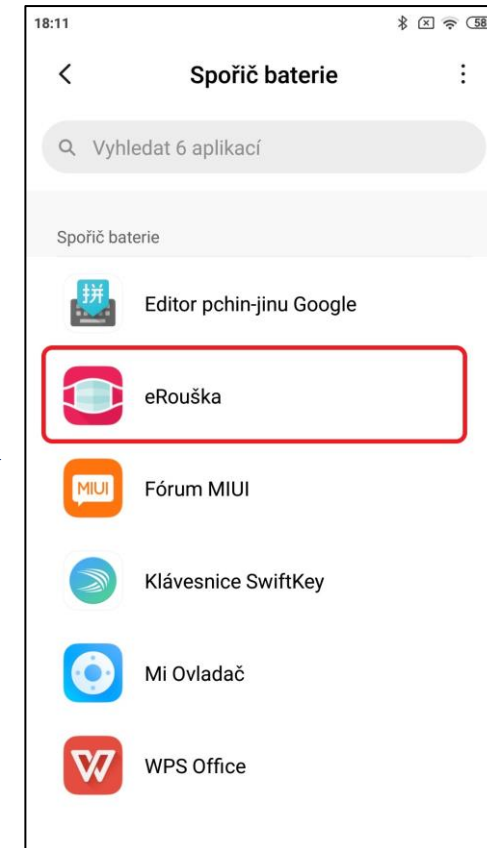 18:11
58
Spořič baterie
Vyhledat 6 aplikací
Spořič baterie
拼
Editor pchin-jinu Google
eRouška
MIUI
Fórum MIUI
Klávesnice SwiftKey
Mi Ovladač
W
WPS Office